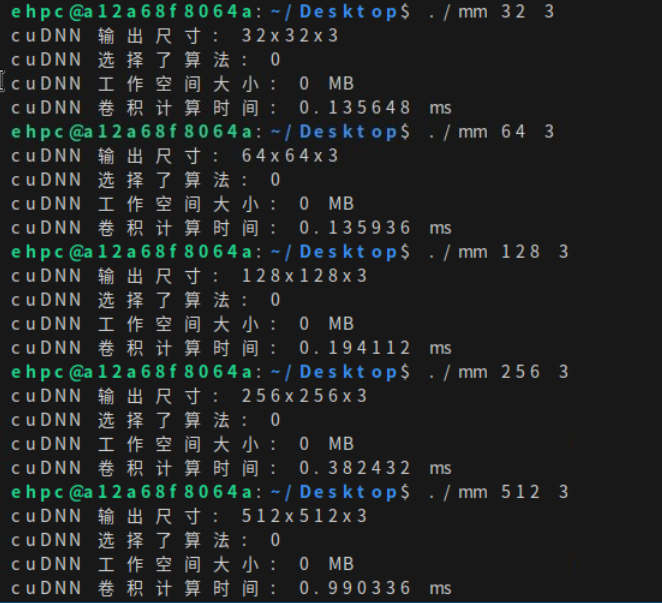 ehpc@a12a68f8064a:~/Desktop$ ./mm 32 3
cuDNN 输出尺寸: 32x32x3
cuDNN 选择了算法: 0
cuDNN 工作空间大小: 0 MB
cuDNN 卷积计算时间: 0.135648 ms
ehpc@a12a68f8064a:~/Desktop$ ./mm 64 3
cuDNN 输出尺寸: 64x64x3
cuDNN 选择了算法: 0
cuDNN 工作空间大小: 0 MB
cuDNN 卷积计算时间: 0.135936 ms
ehpc@a12a68f8064a:~/Desktop$ ./mm 128 3
cuDNN 输出尺寸: 128x128x3
cuDNN 选择了算法: 0
cuDNN 工作空间大小: 0 MB
cuDNN 卷积计算时间: 0.194112 ms
ehpc@a12a68f8064a:~/Desktop$ ./mm 256 3
cuDNN 输出尺寸: 256x256x3
cuDNN 选择了算法: 0
cuDNN 工作空间大小: 0 MB
cuDNN 卷积计算时间: 0.382432 ms
ehpc@a12a68f8064a:~/Desktop$ ./mm 512 3
cuDNN 输出尺寸: 512x512x3
cuDNN 选择了算法: 0
cuDNN 工作空间大小: 0 MB
cuDNN 卷积计算时间: 0.990336 ms